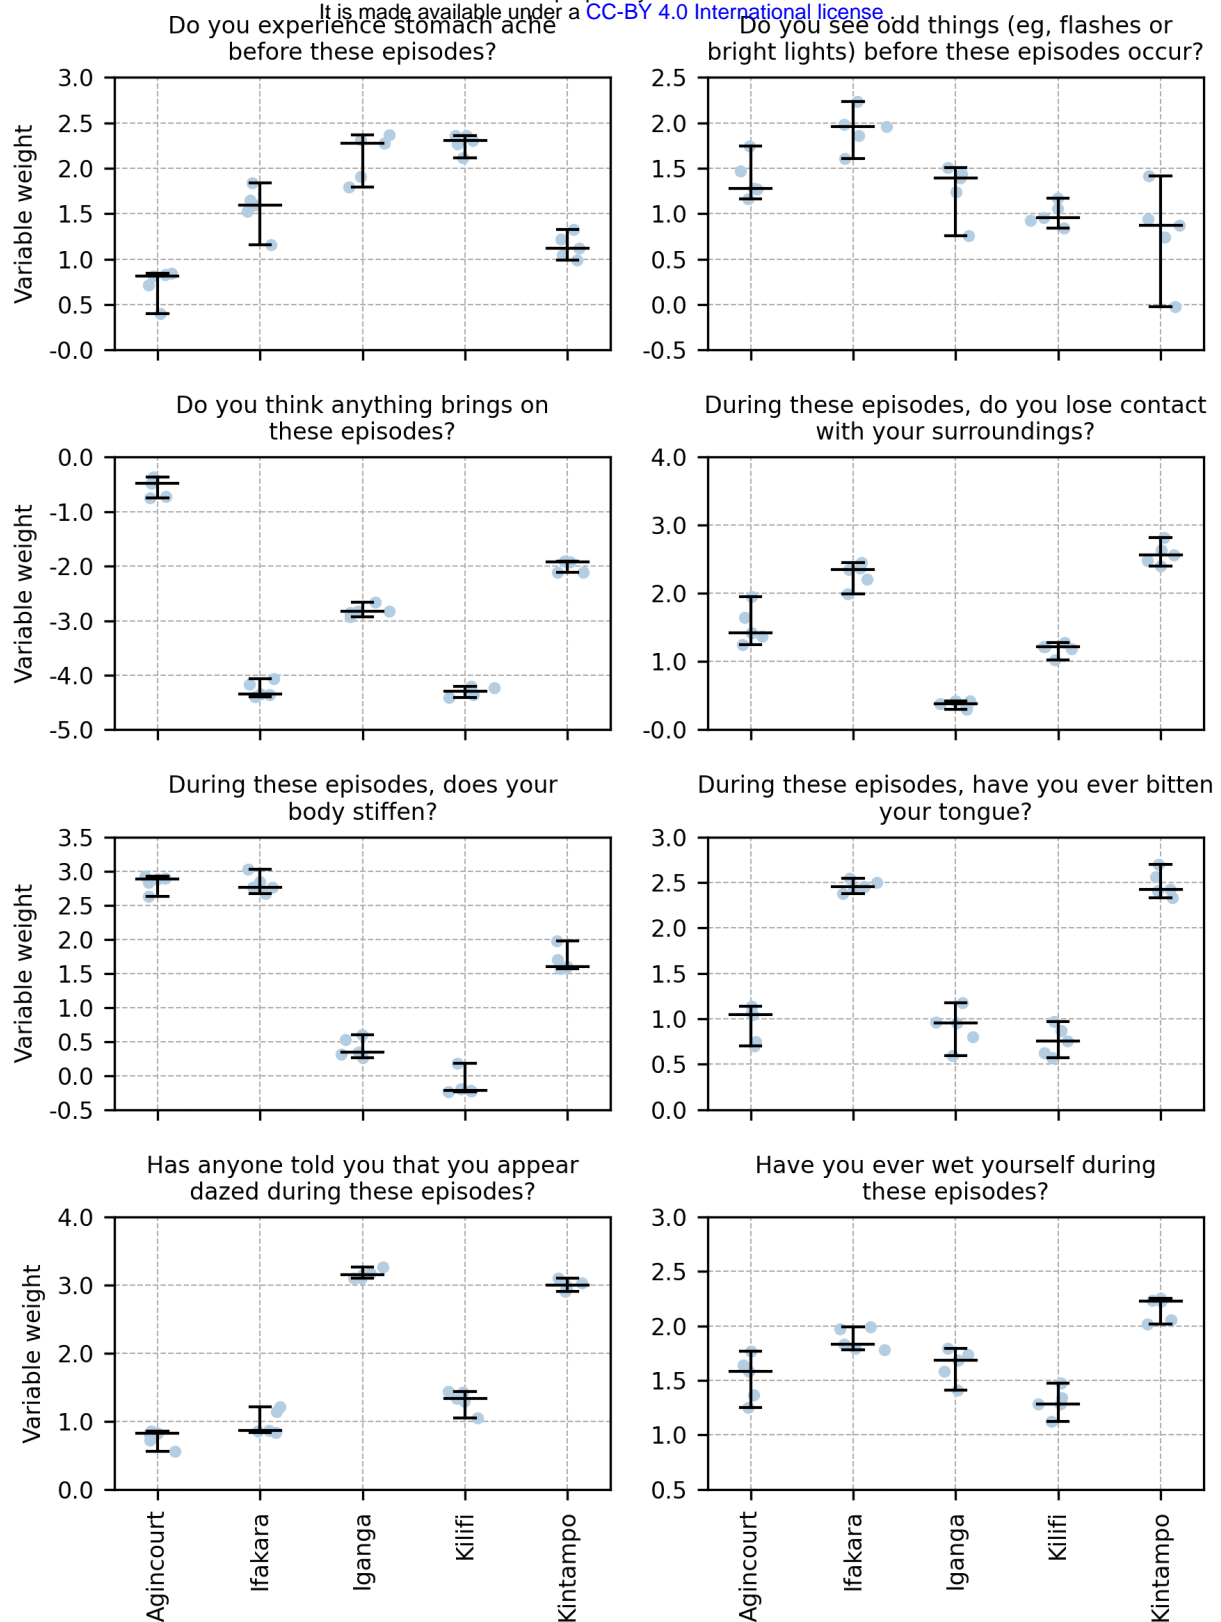 It is made available under a CC-BY 4.0 International license .
Do you experience stomach ache
before these episodes?
Do you see odd things (eg, flashes or
bright lights) before these episodes occur?
Variable weight
3.0
2.5
2.0
1.5
1.0
0.5
-0.0
2.5
2.0
1.5
1.0
0.5
0.0
-0.5
Do you think anything brings on
these episodes?
During these episodes, do you lose contact
with your surroundings?
Variable weight
0.0
-1.0
-2.0
-3.0
-4.0
-5.0
4.0
3.0
2.0
1.0
-0.0
During these episodes, does your
body stiffen?
During these episodes, have you ever bitten
your tongue?
Variable weight
3.5
3.0
2.5
2.0
1.5
1.0
0.5
0.0
-0.5
3.0
2.5
2.0
1.5
1.0
0.5
0.0
Has anyone told you that you appear
dazed during these episodes?
Have you ever wet yourself during
these episodes?
Variable weight
4.0
3.0
2.0
1.0
0.0
3.0
2.5
2.0
1.5
1.0
0.5
Agincourt
Ifakara
Iganga
Kilifi
Kintampo
Agincourt
Ifakara
Iganga
Kilifi
Kintampo